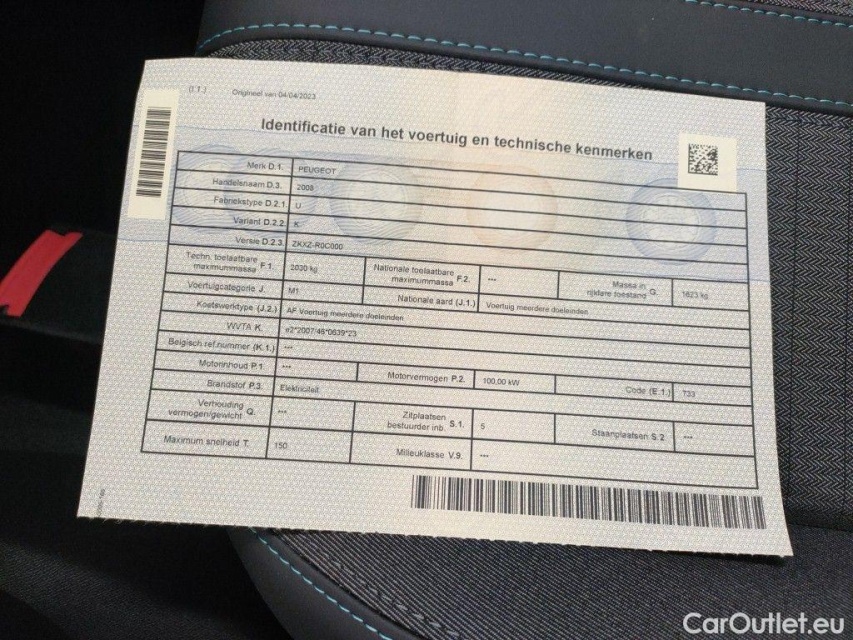 (I.1.) Origineel van 04/04/2023
Identificatie van het voertuig en technische kenmerken
Merk D.1. PEUGEOT
Handelsnaam D.3. 2008
Fabriekstype D.2.1. U
Variant D.2.2. K
Versie D.2.3. ZKXZ-R0C000
Techn. toelaatbare maximummassa F.1. 2030 kg Nationale toelaatbare maximummassa F.2. --- Massa in rijklare toestand G. 1623 kg
Voertuigcategorie J. M1 Nationale aard (J.1.) Voertuig meerdere doeleinden
Koetswerktype (J.2.) AF Voertuig meerdere doeleinden
WVTA K. e2*2007/46*0639*23
Belgisch ref.nummer (K.1.) ---
Motorinhoud P.1. --- Motorvermogen P.2. 100,00 kW Code (E.1.) T33
Brandstof P.3. Elektriciteit
Verhouding vermogen/gewicht Q. --- Zitplaatsen bestuurder inb. S.1. 5 Staanplaatsen S.2. ---
Maximum snelheid T. 150 Milieuklasse V.9. ---
CarOutlet.eu